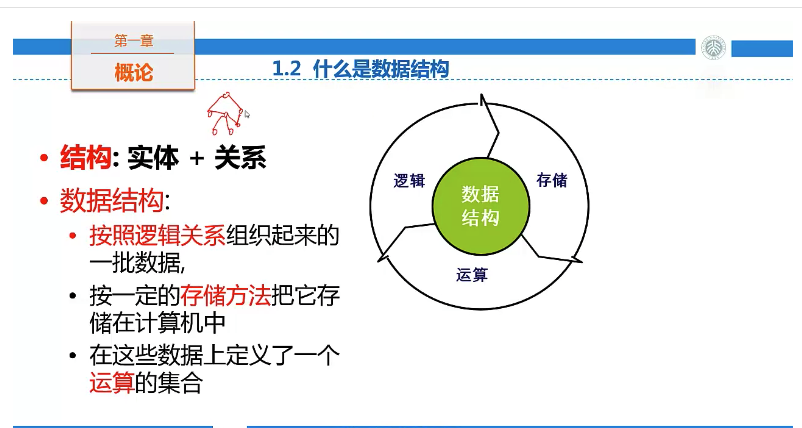 第一章
概论
1.2 什么是数据结构
• 结构: 实体 + 关系
• 数据结构:
• 按照逻辑关系组织起来的
一批数据,
• 按一定的存储方法把它存
储在计算机中
• 在这些数据上定义了一个
运算的集合
逻辑
存储
数据
结构
运算